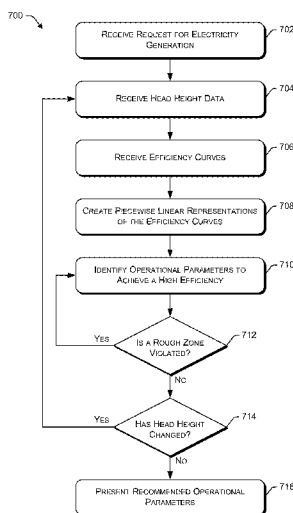 700
RECEIVE REQUEST FOR ELECTRICITY
GENERATION
702
RECEIVE HEAD HEIGHT DATA
704
RECEIVE EFFICIENCY CURVES
706
CREATE PIECEWISE LINEAR REPRESENTATIONS
OF THE EFFICIENCY CURVES
708
IDENTIFY OPERATIONAL PARAMETERS TO
ACHIEVE A HIGH EFFICIENCY
710
YES
IS A ROUGH ZONE
VIOLATED?
712
NO
YES
HAS HEAD HEIGHT
CHANGED?
714
NO
PRESENT RECOMMENDED OPERATIONAL
PARAMETERS
716